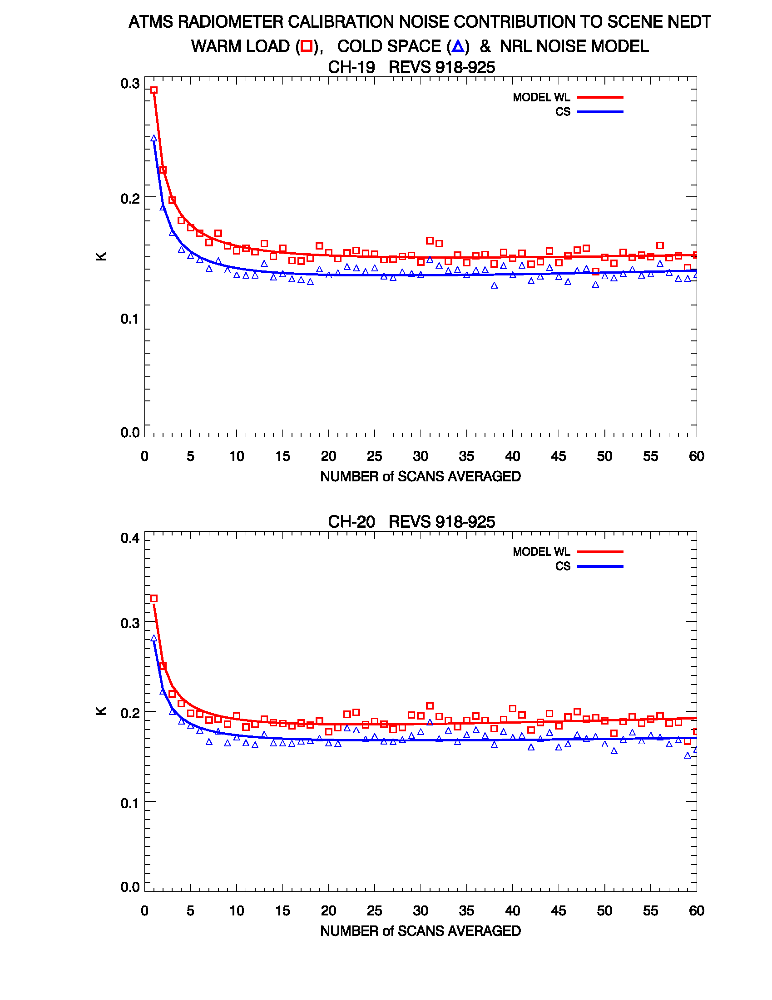 ATMS RADIOMETER CALIBRATION NOISE CONTRIBUTION TO SCENE NEDT
WARM LOAD (□), COLD SPACE (△) & NRL NOISE MODEL
CH-19 REVS 918-925
0.3
0.2
0.1
0.0
K
MODEL WL
CS
0 5 10 15 20 25 30 35 40 45 50 55 60
NUMBER of SCANS AVERAGED
CH-20 REVS 918-925
0.4
0.3
0.2
0.1
0.0
K
MODEL WL
CS
0 5 10 15 20 25 30 35 40 45 50 55 60
NUMBER of SCANS AVERAGED